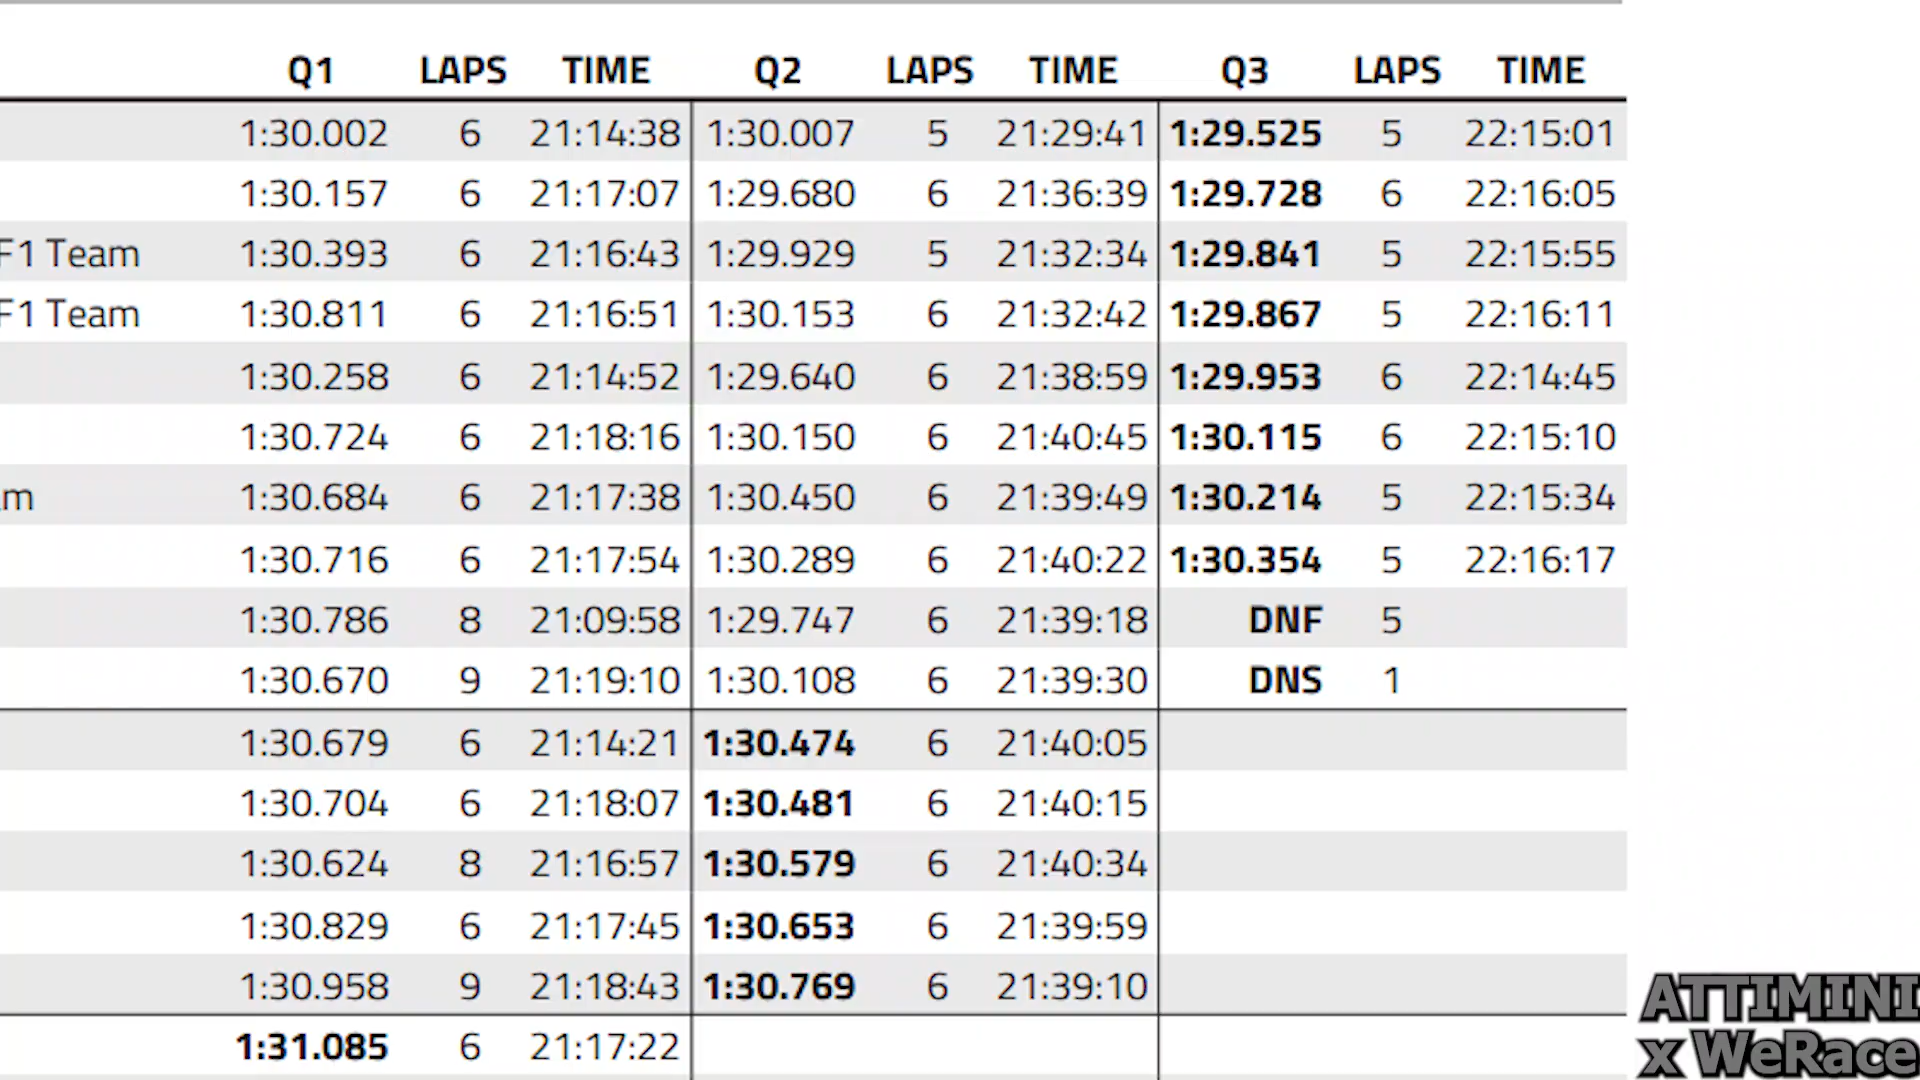 Q1 LAPS TIME Q2 LAPS TIME Q3 LAPS TIME
1:30.002 6 21:14:38 1:30.007 5 21:29:41 1:29.525 5 22:15:01
1:30.157 6 21:17:07 1:29.680 6 21:36:39 1:29.728 6 22:16:05
F1 Team 1:30.393 6 21:16:43 1:29.929 5 21:32:34 1:29.841 5 22:15:55
F1 Team 1:30.811 6 21:16:51 1:30.153 6 21:32:42 1:29.867 5 22:16:11
1:30.258 6 21:14:52 1:29.640 6 21:38:59 1:29.953 6 22:14:45
1:30.724 6 21:18:16 1:30.150 6 21:40:45 1:30.115 6 22:15:10
am 1:30.684 6 21:17:38 1:30.450 6 21:39:49 1:30.214 5 22:15:34
1:30.716 6 21:17:54 1:30.289 6 21:40:22 1:30.354 5 22:16:17
1:30.786 8 21:09:58 1:29.747 6 21:39:18 DNF 5
1:30.670 9 21:19:10 1:30.108 6 21:39:30 DNS 1
1:30.679 6 21:14:21 1:30.474 6 21:40:05
1:30.704 6 21:18:07 1:30.481 6 21:40:15
1:30.624 8 21:16:57 1:30.579 6 21:40:34
1:30.829 6 21:17:45 1:30.653 6 21:39:59
1:30.958 9 21:18:43 1:30.769 6 21:39:10
1:31.085 6 21:17:22
ATTIMINI
x WeRace